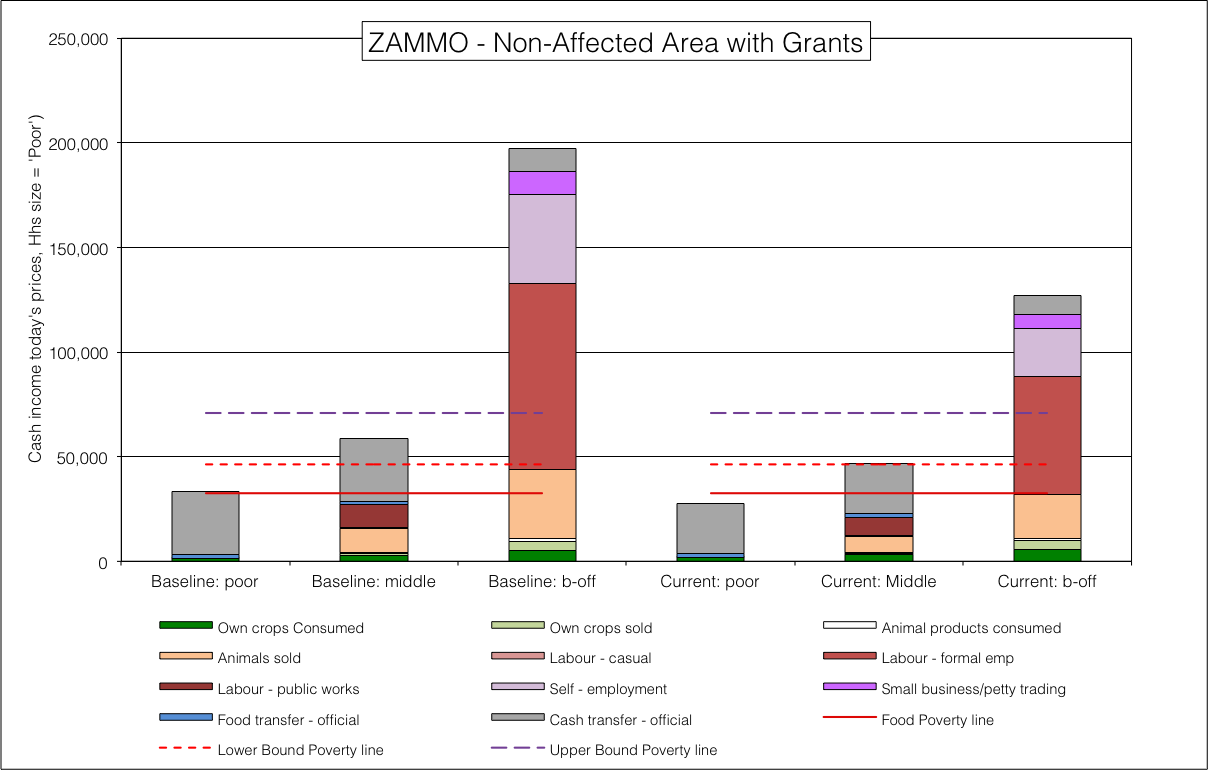 ZAMMO - Non-Affected Area with Grants
Cash income today's prices, Hhs size = 'Poor')
250,000
200,000
150,000
100,000
50,000
0
Baseline: poor Baseline: middle Baseline: b-off Current: poor Current: Middle Current: b-off
Own crops Consumed Own crops sold Animal products consumed
Animals sold Labour - casual Labour - formal emp
Labour - public works Self - employment Small business/petty trading
Food transfer - official Cash transfer - official Food Poverty line
Lower Bound Poverty line Upper Bound Poverty line